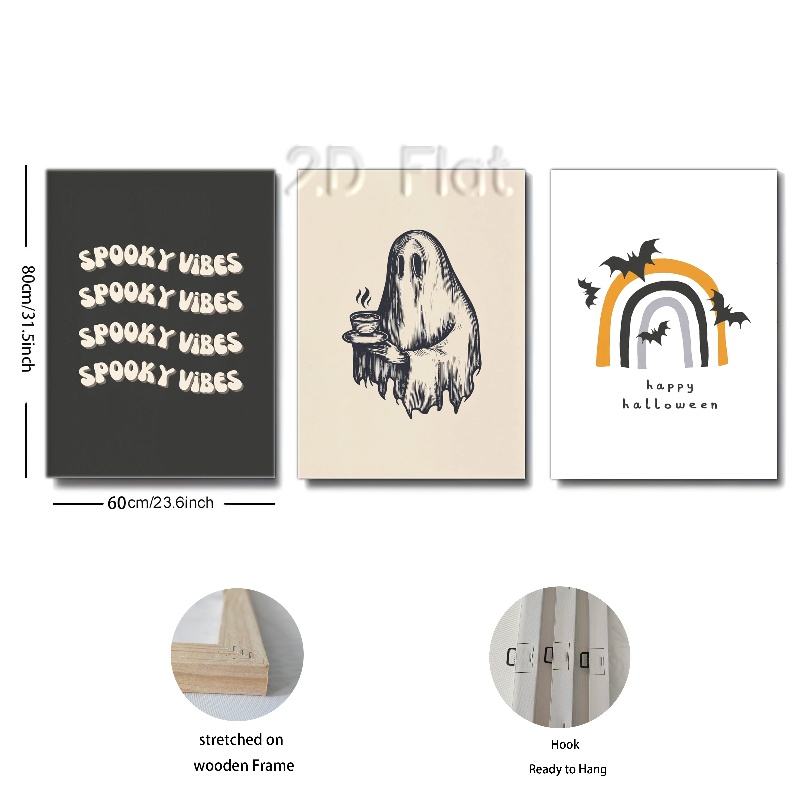 2D Flat
SPOOKY ViBES
SPOOKY ViBES
SPOOKY ViBES
SPOOKY ViBES
happy
halloween
80cm/31.5inch
60cm/23.6inch
stretched on
wooden Frame
Hook
Ready to Hang